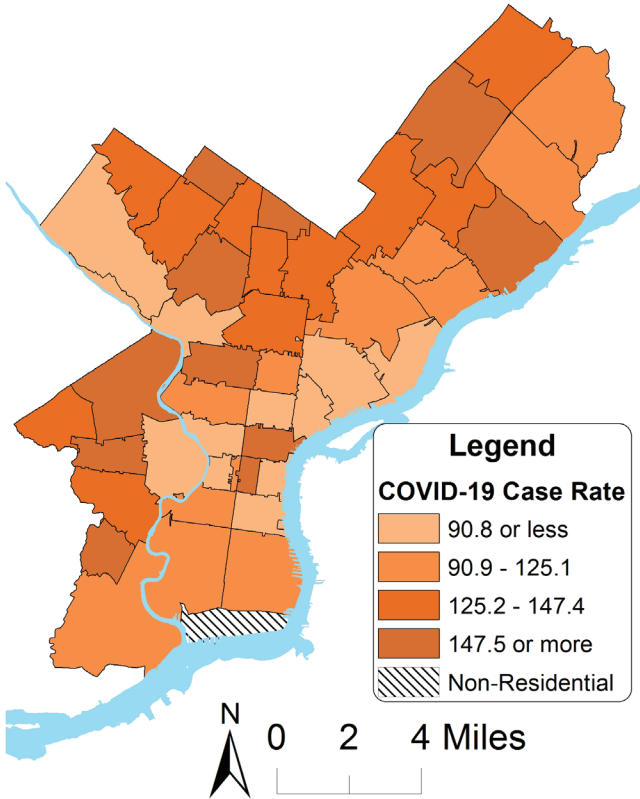 Legend
COVID-19 Case Rate
90.8 or less
90.9 - 125.1
125.2 - 147.4
147.5 or more
Non-Residential
N
0 2 4 Miles